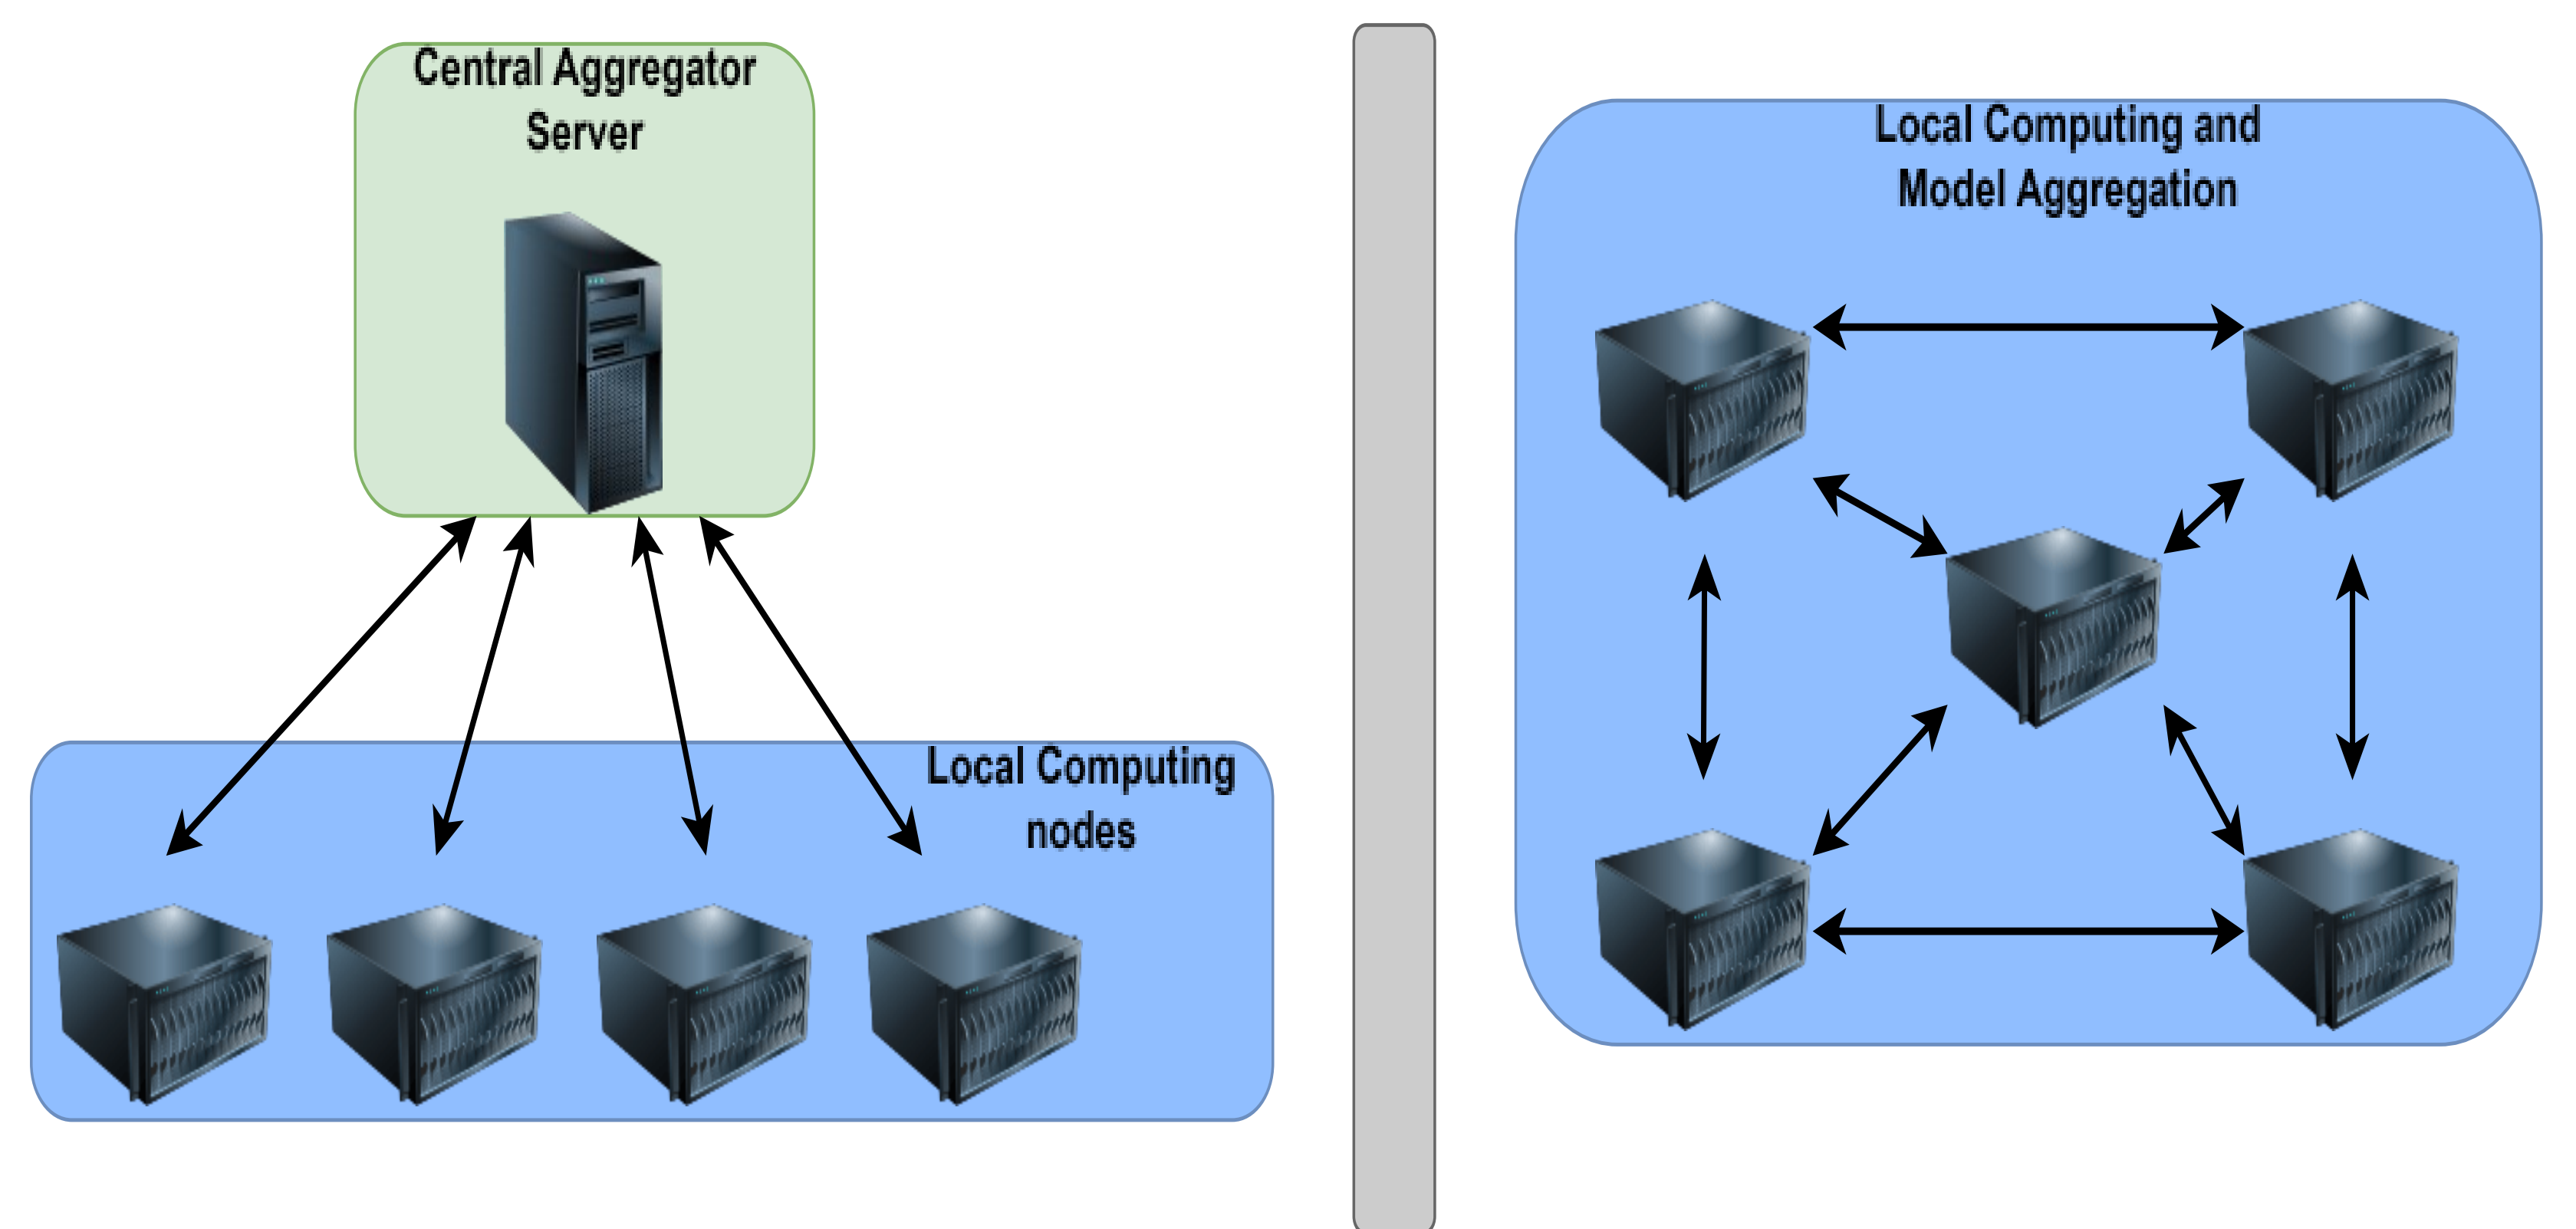 Central Aggregator
Server
Local Computing
nodes
Local Computing and
Model Aggregation